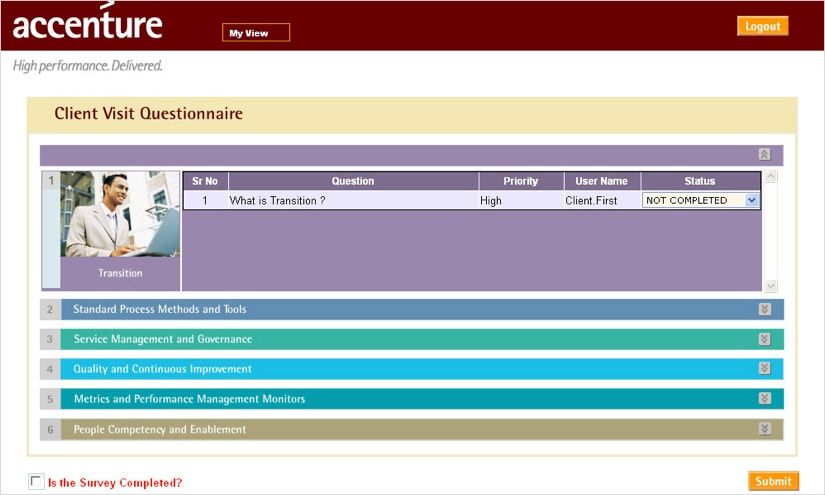 accenture
My View
Logout
High performance. Delivered.
Client Visit Questionnaire
1
Sr No Question Priority User Name Status
1 What is Transition ? High Client.First NOT COMPLETED
Transition
2 Standard Process Methods and Tools
3 Service Management and Governance
4 Quality and Continuous Improvement
5 Metrics and Performance Management Monitors
6 People Competency and Enablement
Is the Survey Completed?
Submit